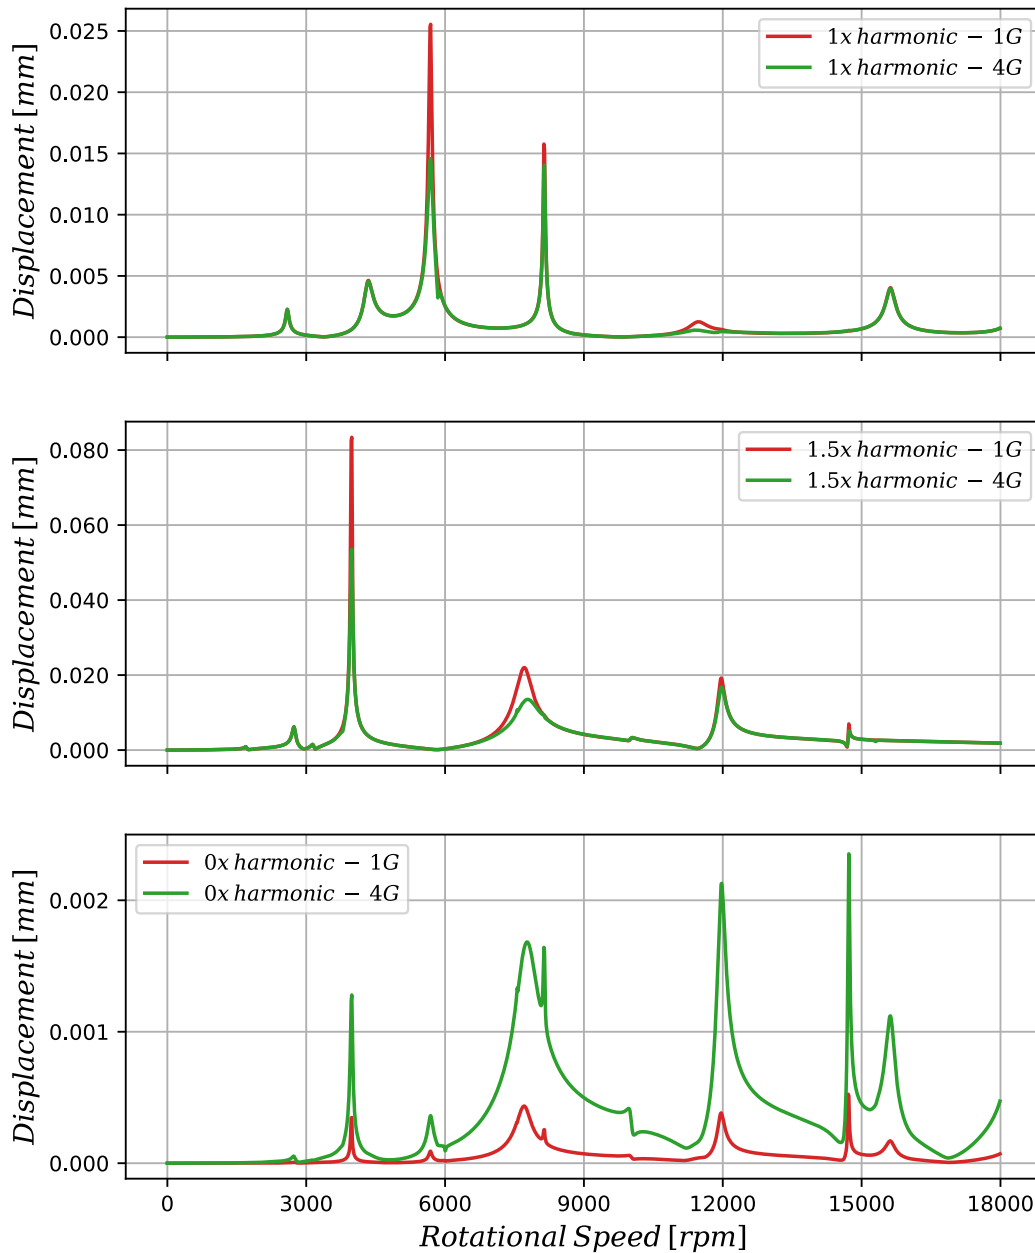 0.025
0.020
0.015
0.010
0.005
0.000
Displacement [mm]
1x harmonic − 1G
1x harmonic − 4G
0.080
0.060
0.040
0.020
0.000
Displacement [mm]
1.5x harmonic − 1G
1.5x harmonic − 4G
0.002
0.001
0.000
Displacement [mm]
0x harmonic − 1G
0x harmonic − 4G
0 3000 6000 9000 12000 15000 18000
Rotational Speed [rpm]